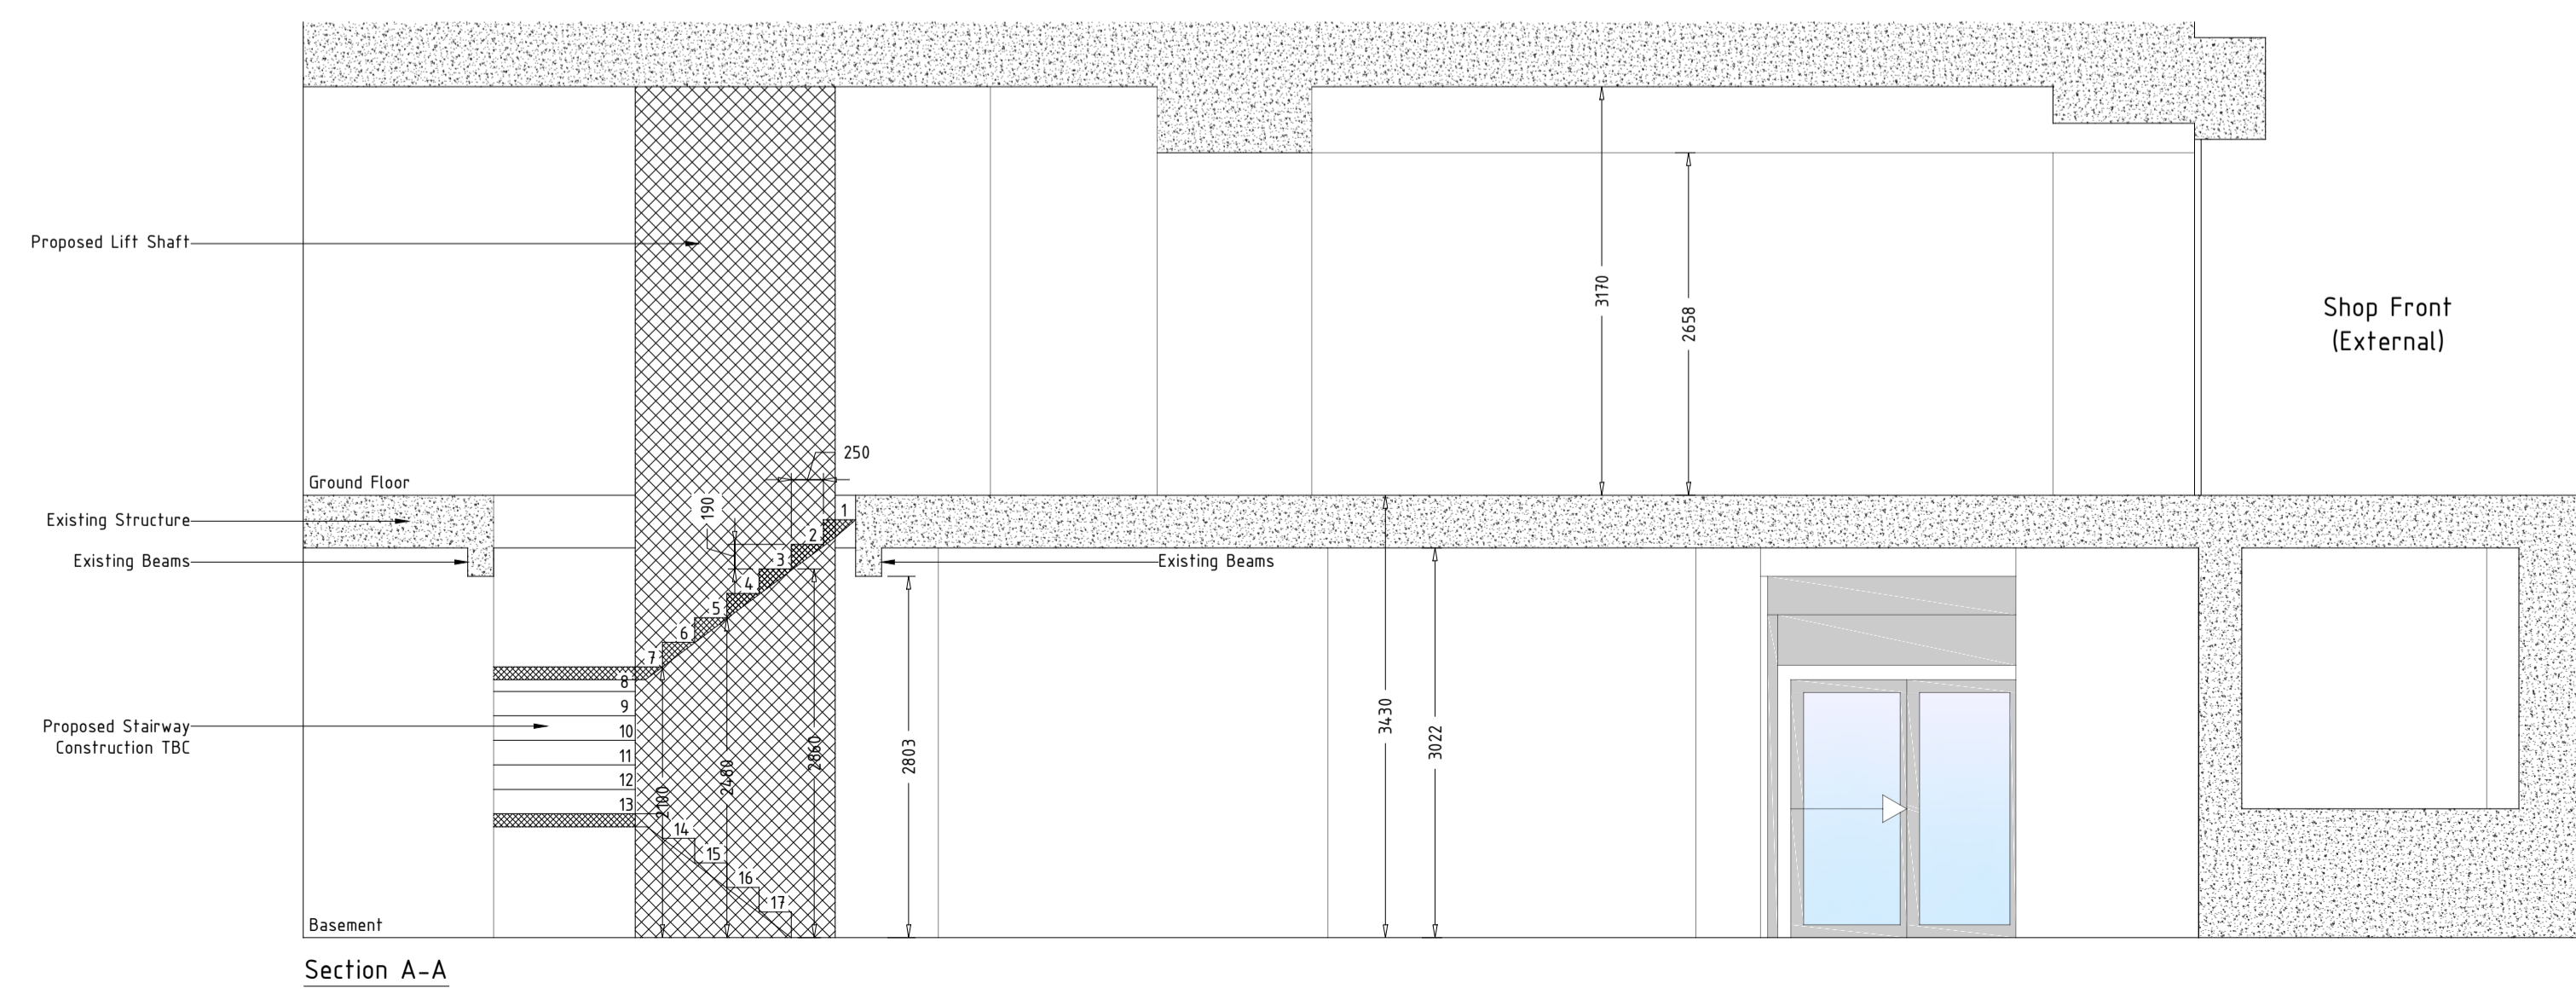 Proposed Lift Shaft
3170
2658
Shop Front
(External)
250
Ground Floor
190
Existing Structure
1
2
Existing Beams
3
Existing Beams
4
5
6
7
8
9
Proposed Stairway
Construction TBC
10
11
12
13
2100
2480
2860
2803
3430
3022
14
15
16
17
Basement
Section A-A